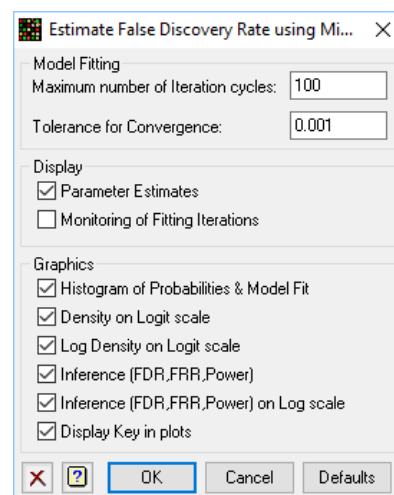 Estimate False Discovery Rate using Mi...
Model Fitting
Maximum number of Iteration cycles: 100
Tolerance for Convergence: 0.001
Display
Parameter Estimates
Monitoring of Fitting Iterations
Graphics
Histogram of Probabilities & Model Fit
Density on Logit scale
Log Density on Logit scale
Inference (FDR,FRR,Power)
Inference (FDR,FRR,Power) on Log scale
Display Key in plots
OK Cancel Defaults